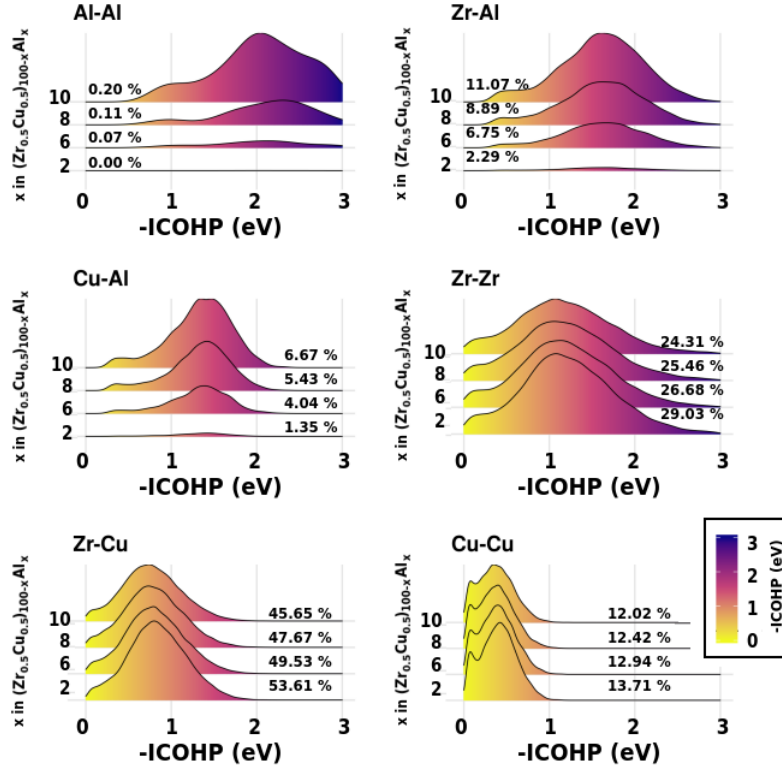 Al-Al
x in (Zr0.5Cu0.5)100-xAlx
10
8
6
2
0.20 %
0.11 %
0.07 %
0.00 %
0 1 2 3
-ICOHP (eV)
Zr-Al
x in (Zr0.5Cu0.5)100-xAlx
10
8
6
2
11.07 %
8.89 %
6.75 %
2.29 %
0 1 2 3
-ICOHP (eV)
Cu-Al
x in (Zr0.5Cu0.5)100-xAlx
10
8
6
2
6.67 %
5.43 %
4.04 %
1.35 %
0 1 2 3
-ICOHP (eV)
Zr-Zr
x in (Zr0.5Cu0.5)100-xAlx
10
8
6
2
24.31 %
25.46 %
26.68 %
29.03 %
0 1 2 3
-ICOHP (eV)
Zr-Cu
x in (Zr0.5Cu0.5)100-xAlx
10
8
6
2
45.65 %
47.67 %
49.53 %
53.61 %
0 1 2 3
-ICOHP (eV)
Cu-Cu
x in (Zr0.5Cu0.5)100-xAlx
10
8
6
2
12.02 %
12.42 %
12.94 %
13.71 %
0 1 2 3
-ICOHP (eV)
3
2
1
0
-ICOHP (eV)